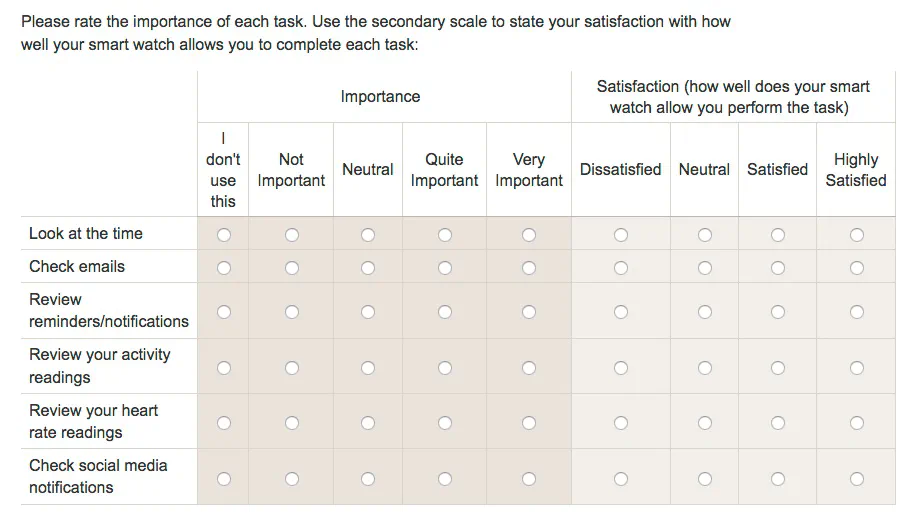 Please rate the importance of each task. Use the secondary scale to state your satisfaction with how
well your smart watch allows you to complete each task:
Importance
Satisfaction (how well does your smart
watch allow you perform the task)
I
don't
use
this
Not
Important
Neutral
Quite
Important
Very
Important
Dissatisfied
Neutral
Satisfied
Highly
Satisfied
Look at the time
Check emails
Review
reminders/notifications
Review your activity
readings
Review your heart
rate readings
Check social media
notifications